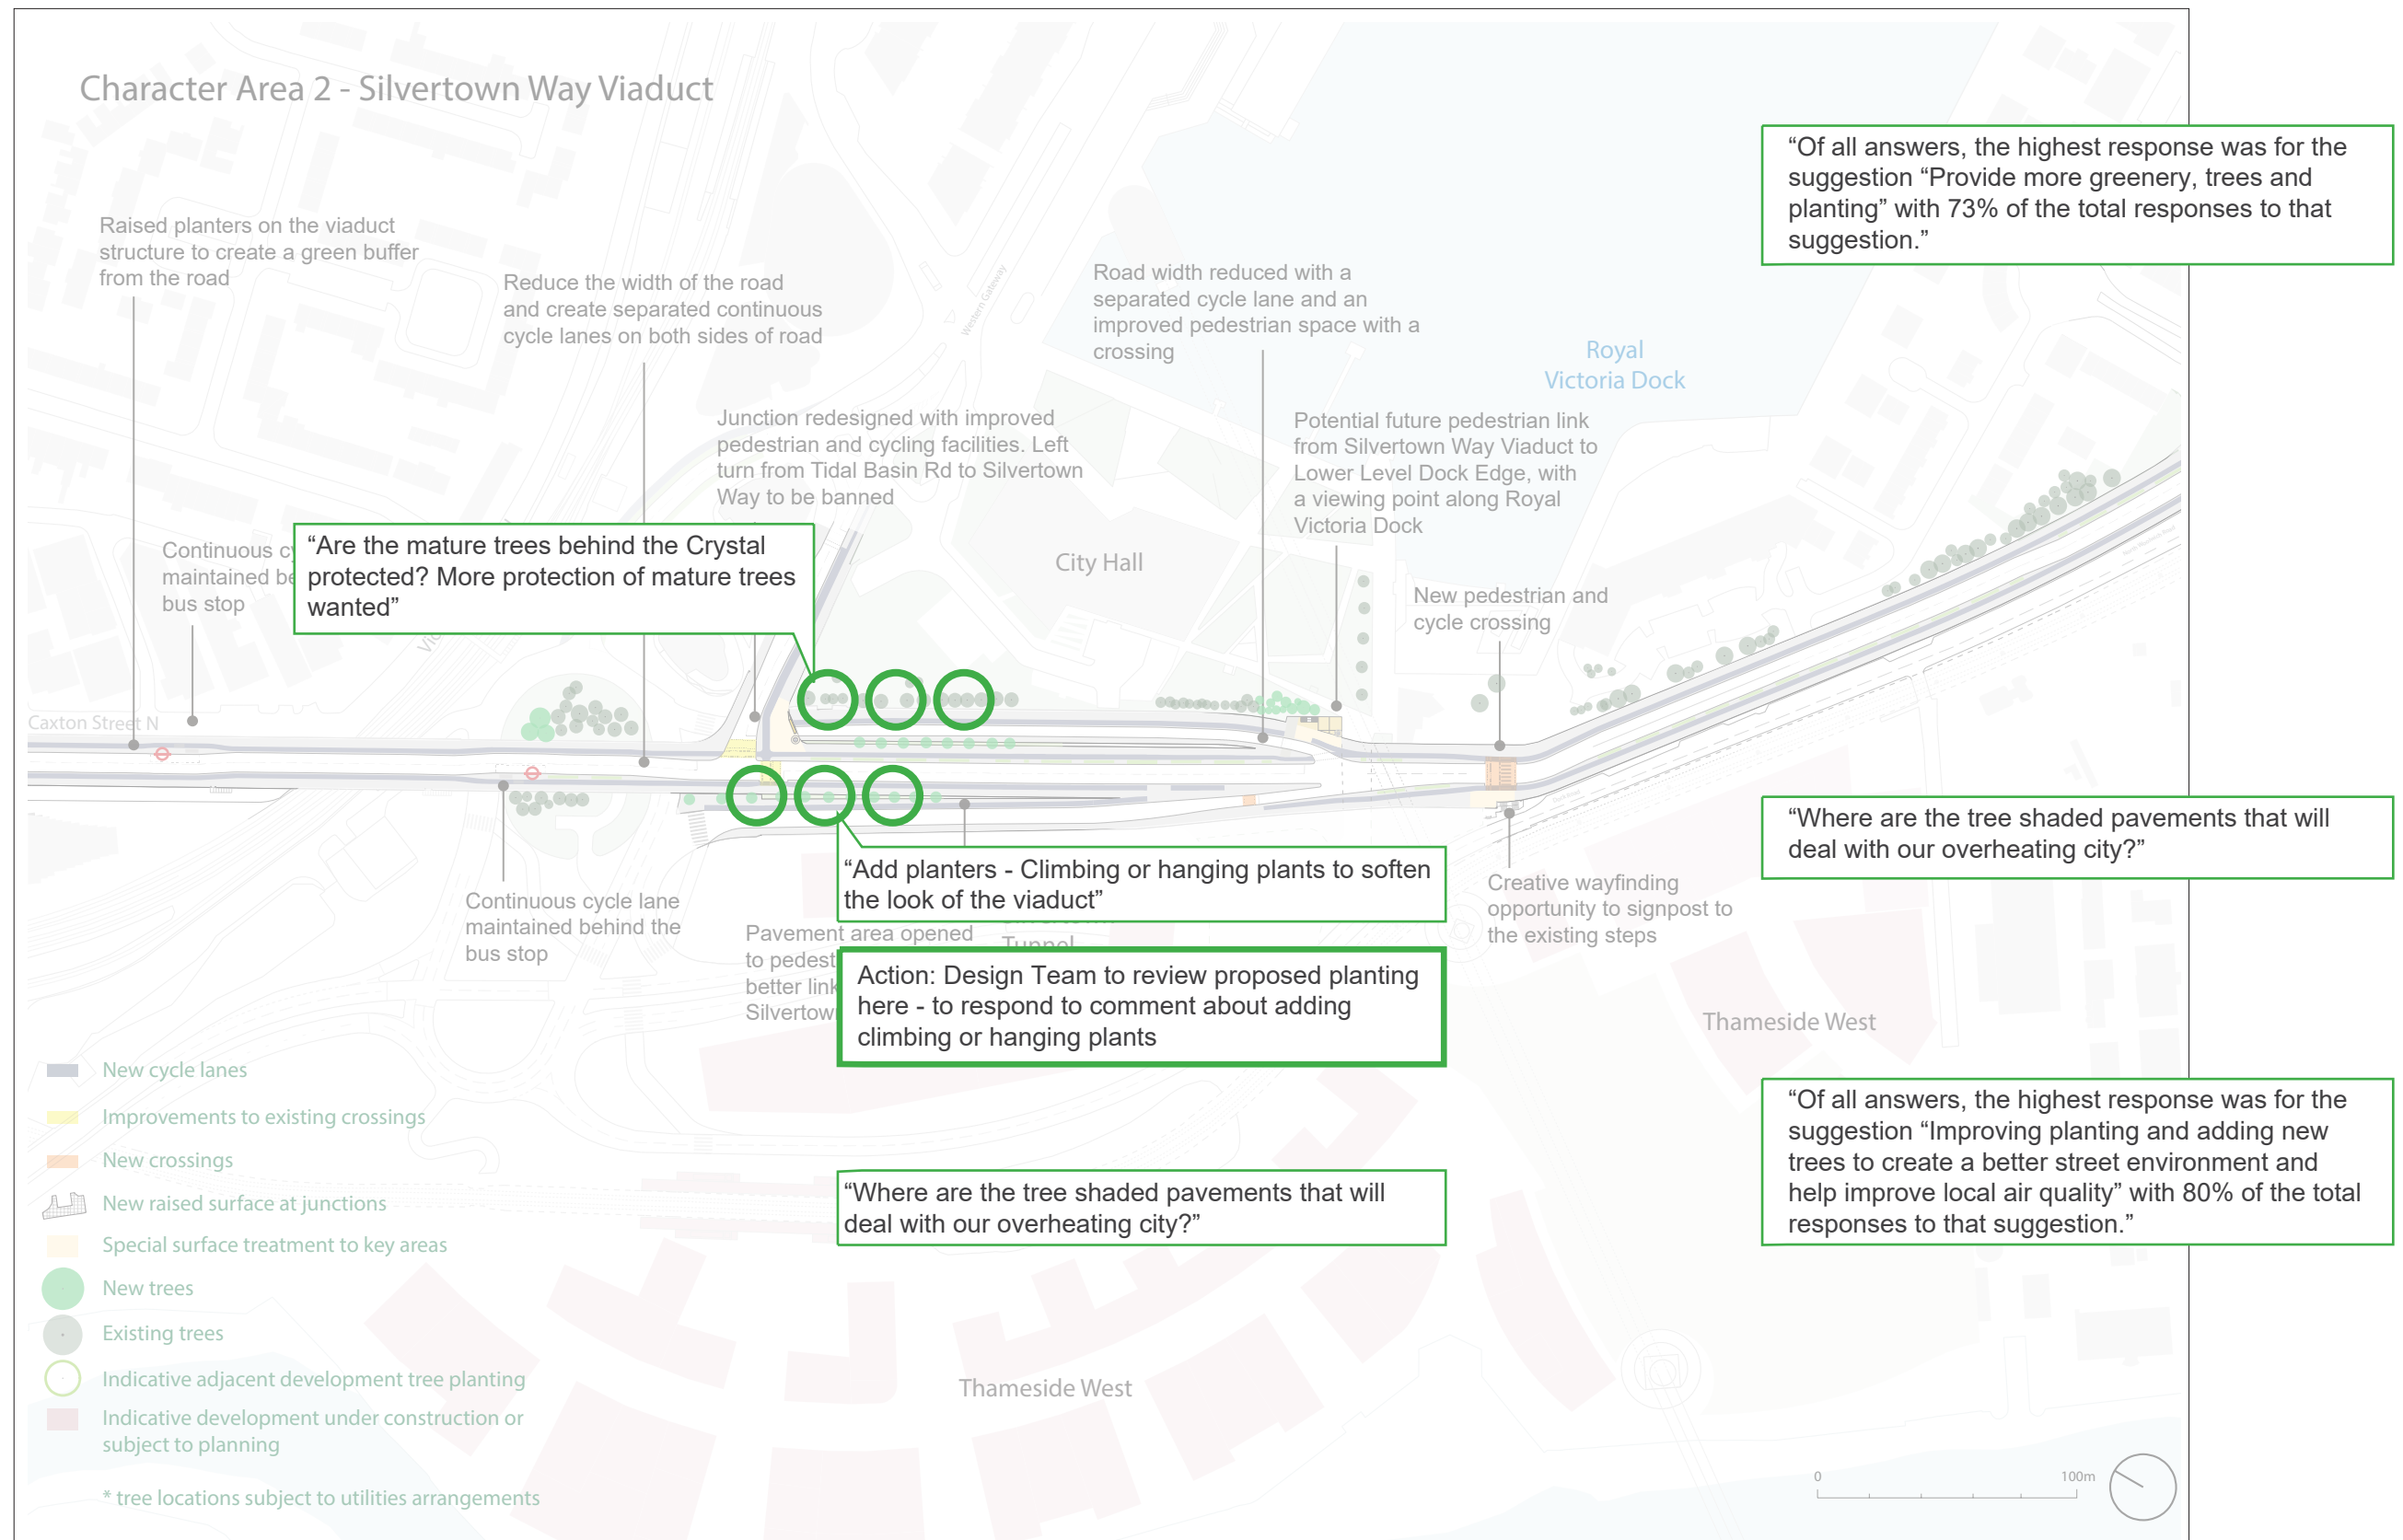 Character Area 2 - Silvertown Way Viaduct
“Of all answers, the highest response was for the
suggestion “Provide more greenery, trees and
planting” with 73% of the total responses to that
suggestion.”
Raised planters on the viaduct
structure to create a green buffer
from the road
Reduce the width of the road
and create separated continuous
cycle lanes on both sides of road
Road width reduced with a
separated cycle lane and an
improved pedestrian space with a
crossing
Western Gateway
Royal
Victoria Dock
Junction redesigned with improved
pedestrian and cycling facilities. Left
turn from Tidal Basin Rd to Silvertown
Way to be banned
Potential future pedestrian link
from Silvertown Way Viaduct to
Lower Level Dock Edge, with
a viewing point along Royal
Victoria Dock
Continuous
maintained
bus stop
“Are the mature trees behind the Crystal
protected? More protection of mature trees
wanted”
City Hall
New pedestrian and
cycle crossing
Caxton Street N
“Add planters - Climbing or hanging plants to soften
the look of the viaduct”
“Where are the tree shaded pavements that will
deal with our overheating city?”
Continuous cycle lane
maintained behind the
bus stop
Creative wayfinding
opportunity to signpost to
the existing steps
Pavement area opened
to
better
Tunnel
Action: Design Team to review proposed planting
here - to respond to comment about adding
climbing or hanging plants
Thameside West
“Where are the tree shaded pavements that will
deal with our overheating city?”
“Of all answers, the highest response was for the
suggestion “Improving planting and adding new
trees to create a better street environment and
help improve local air quality” with 80% of the total
responses to that suggestion.”
New cycle lanes
Improvements to existing crossings
New crossings
New raised surface at junctions
Special surface treatment to key areas
New trees
Existing trees
Indicative adjacent development tree planting
Indicative development under construction or
subject to planning
* tree locations subject to utilities arrangements
Thameside West
0 100m